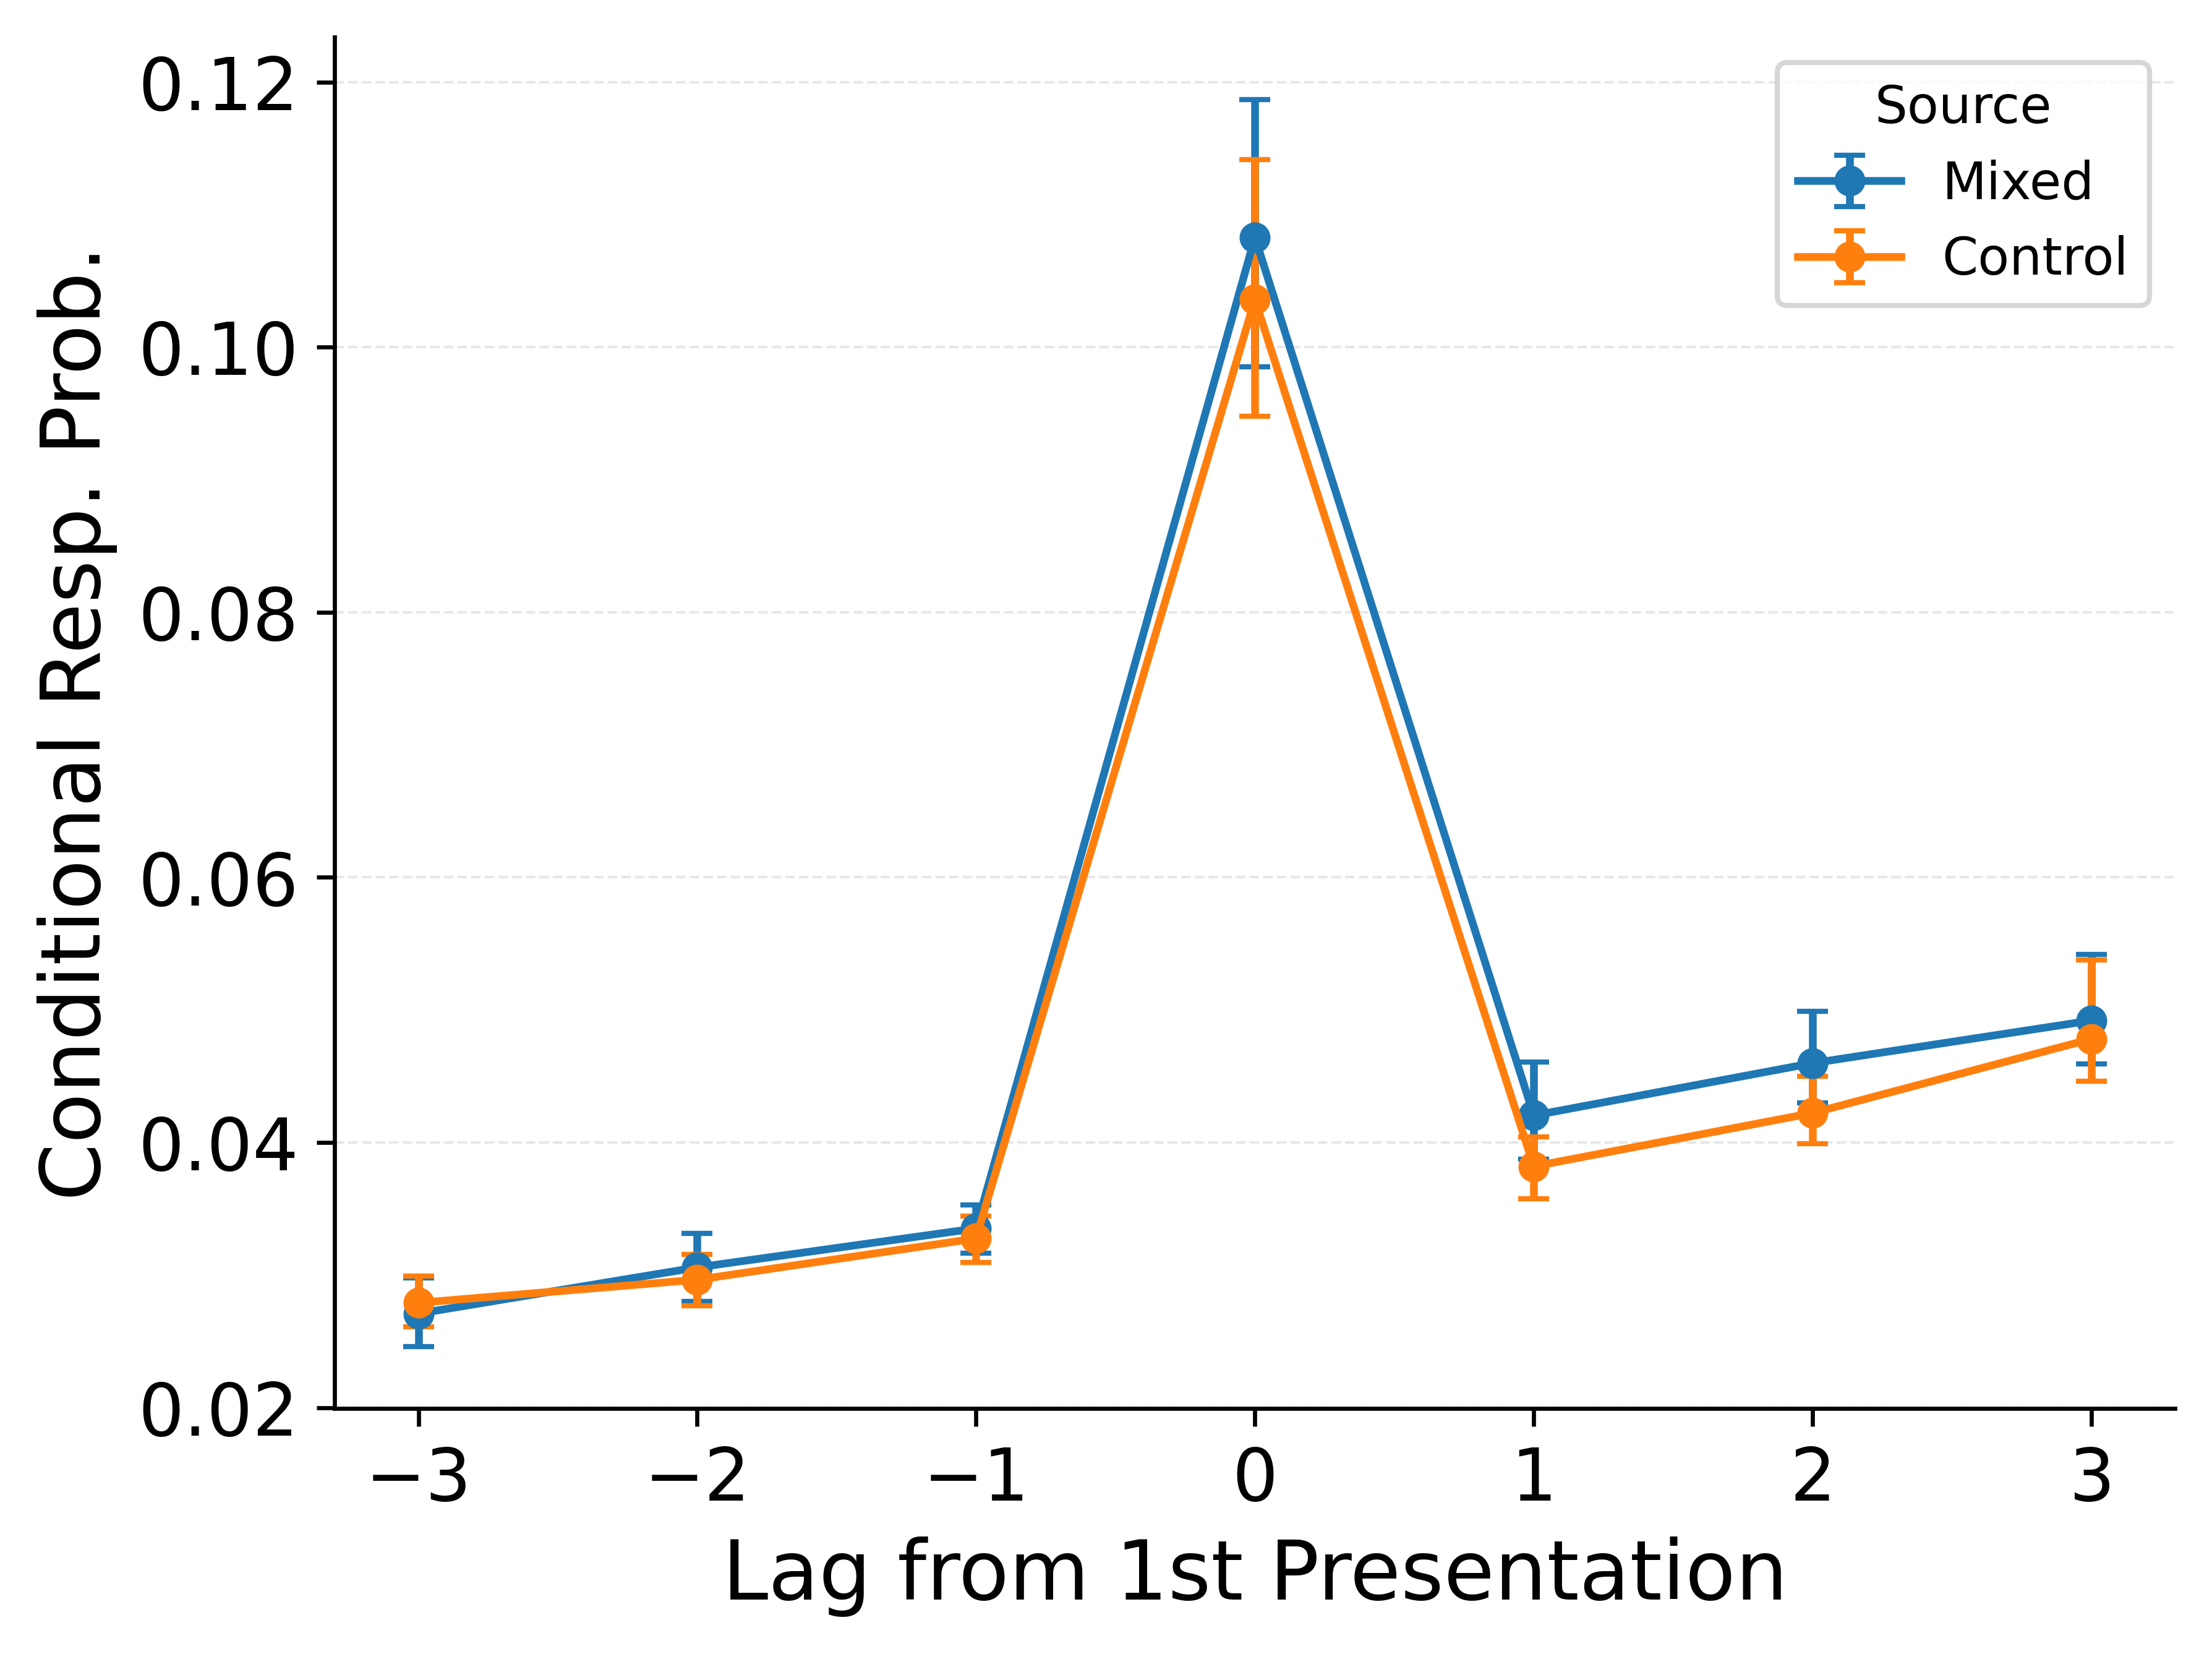 0.12
0.10
0.08
0.06
0.04
0.02
Conditional Resp. Prob.
Source
Mixed
Control
−3 −2 −1 0 1 2 3
Lag from 1st Presentation